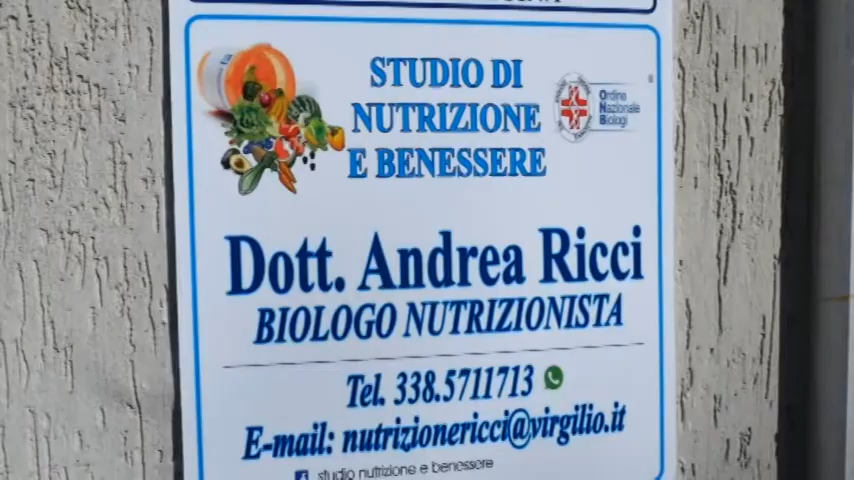 STUDIO DI
NUTRIZIONE
E BENESSERE
Ordine
Nazionale
Biologi
Dott. Andrea Ricci
BIOLOGO NUTRIZIONISTA
Tel. 338.5711713
E-mail: nutrizionericci@virgilio.it
studio nutrizione e benessere